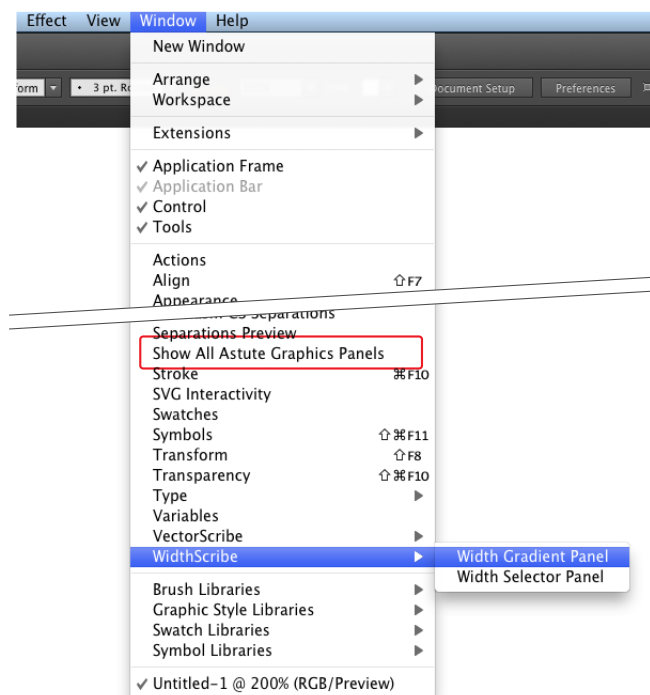 Effect View Window Help
New Window
Arrange
orm • 3 pt. Ro Document Setup Preferences
Workspace
Extensions
✓ Application Frame
✓ Application Bar
✓ Control
✓ Tools
Actions
Align ⇧F7
Appearance
Separations
Separations Preview
Show All Astute Graphics Panels
Stroke ⌘F10
SVG Interactivity
Swatches
Symbols ⇧⌘F11
Transform ⇧F8
Transparency ⇧⌘F10
Type
Variables
VectorScribe
WidthScribe Width Gradient Panel
Width Selector Panel
Brush Libraries
Graphic Style Libraries
Swatch Libraries
Symbol Libraries
✓ Untitled-1 @ 200% (RGB/Preview)